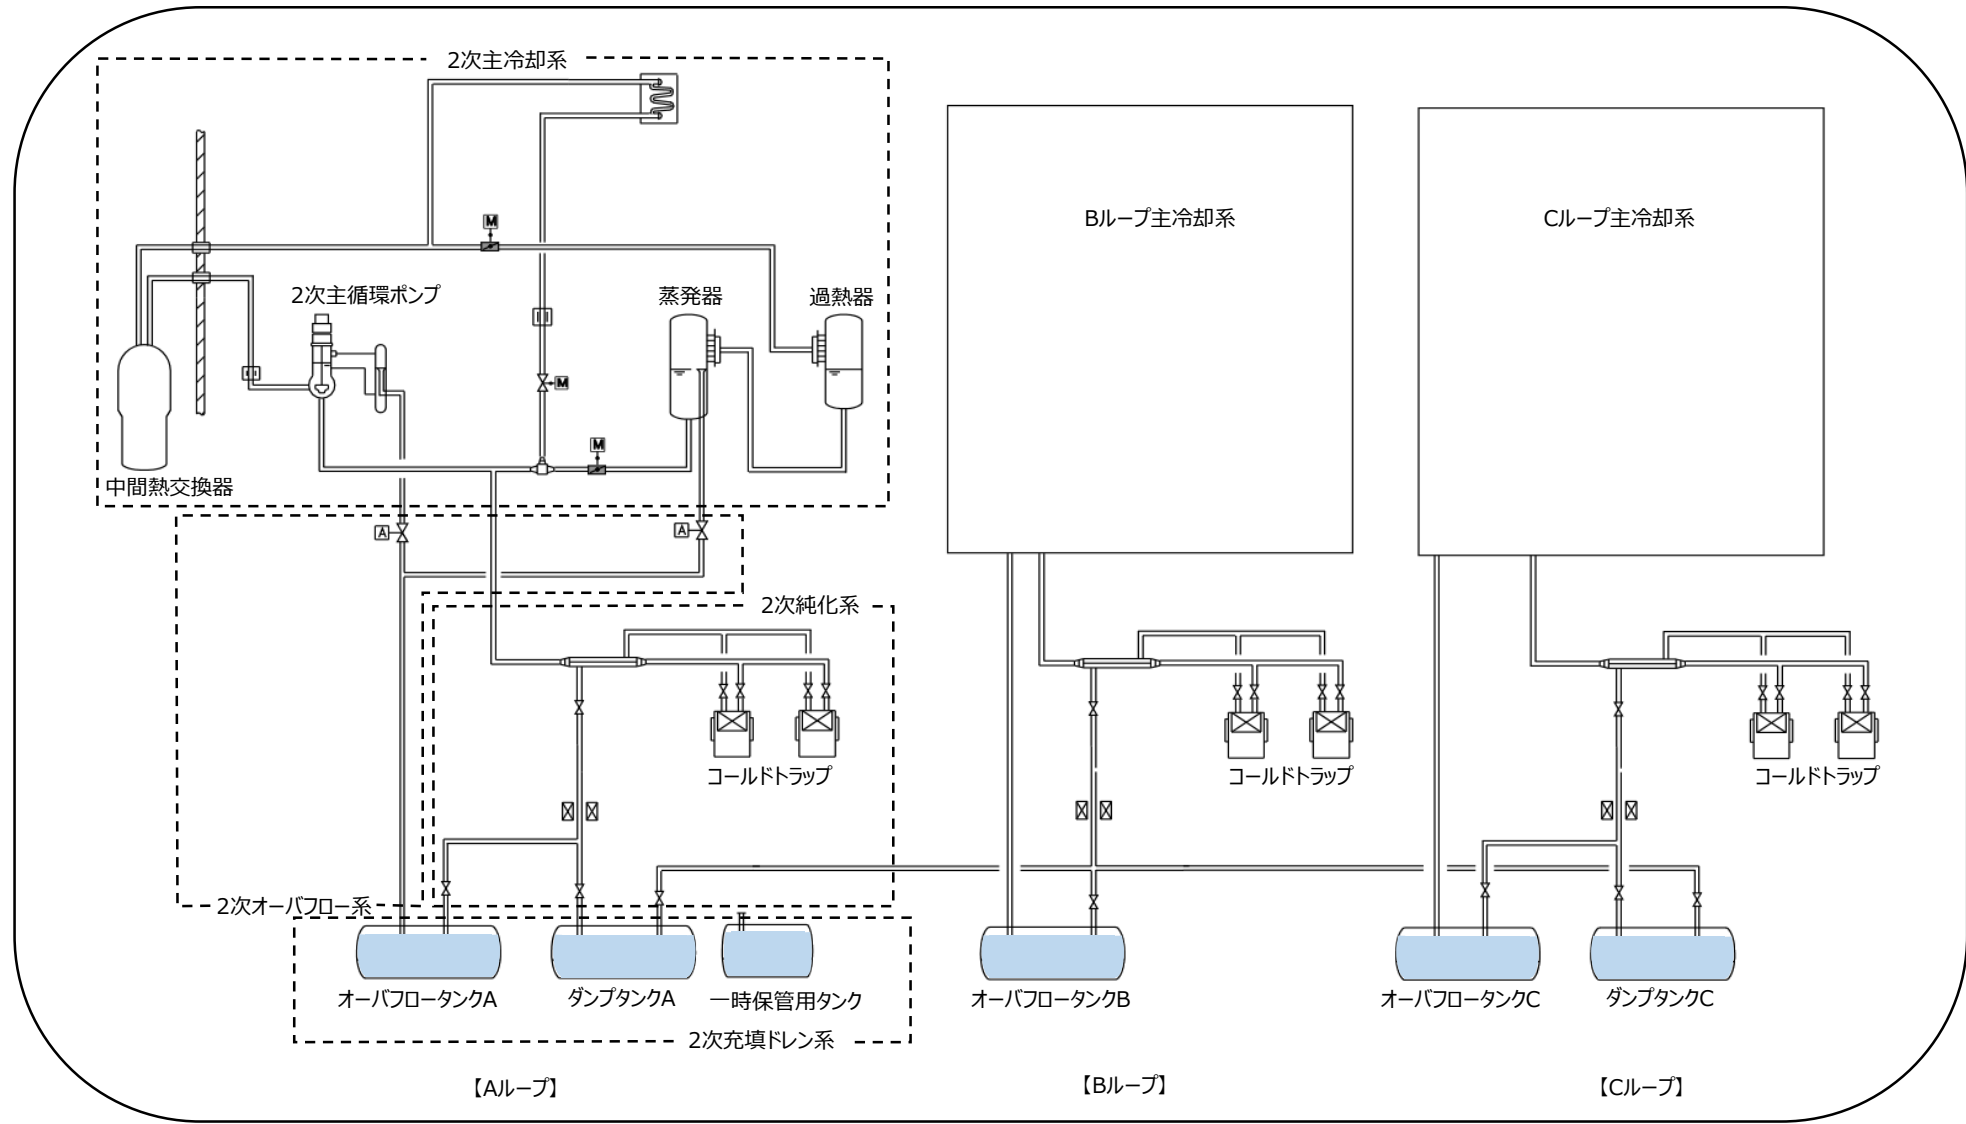 2次主冷却系
M
Bループ主冷却系
Cループ主冷却系
2次主循環ポンプ
蒸発器
過熱器
M
M
中間熱交換器
A
A
2次純化系
コールドトラップ
コールドトラップ
コールドトラップ
2次オーバフロー系
オーバフロータンクA
ダンプタンクA
一時保管用タンク
オーバフロータンクB
オーバフロータンクC
ダンプタンクC
2次充填ドレン系
【Aループ】
【Bループ】
【Cループ】